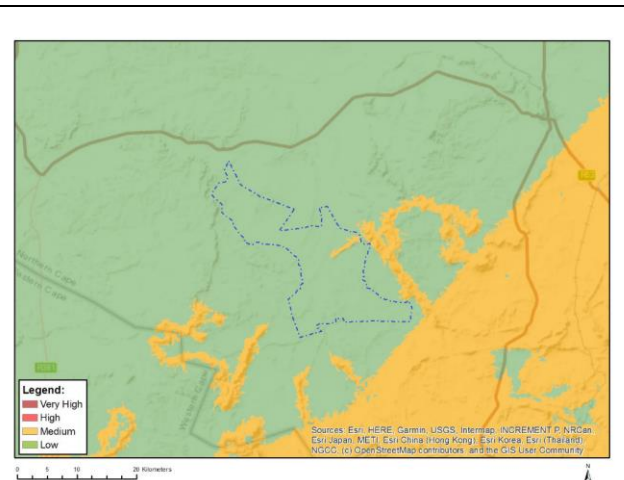 Northern Cape
Western Cape
Western Cape
Legend:
Very High
High
Medium
Low
Sources: Esri, HERE, Garmin, USGS, Intermap, INCREMENT P, NRCan,
Esri Japan, METI, Esri China (Hong Kong), Esri Korea, Esri (Thailand),
NGCC, (c) OpenStreetMap contributors, and the GIS User Community
0 5 10 20 Kilometers
N